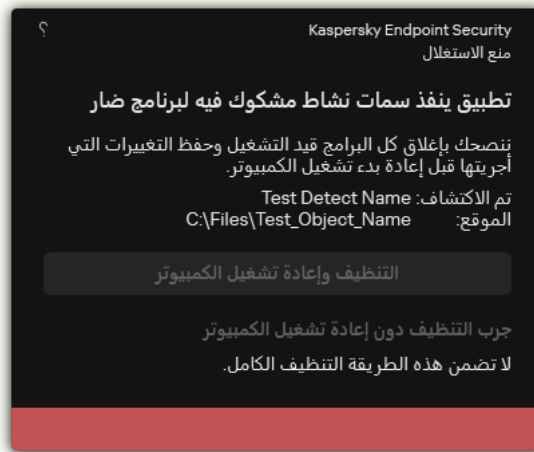 Kaspersky Endpoint Security
؟
منع الاستغلال
تطبيق ينفذ سمات نشاط مشكوك فيه لبرنامج ضار
ننصحك بإغلاق كل البرامج قيد التشغيل وحفظ التغييرات التي
أجريتها قبل إعادة بدء تشغيل الكمبيوتر.
تم الاكتشاف: Test Detect Name
الموقع: C:\Files\Test_Object_Name
التنظيف وإعادة تشغيل الكمبيوتر
جرب التنظيف دون إعادة تشغيل الكمبيوتر
لا تضمن هذه الطريقة التنظيف الكامل.